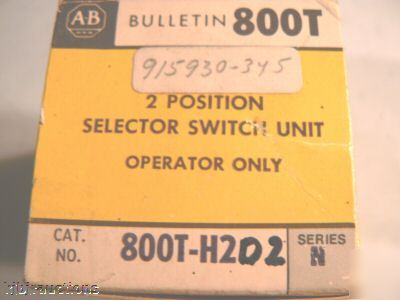 AB
BULLETIN 800T
915930-345
2 POSITION
SELECTOR SWITCH UNIT
OPERATOR ONLY
CAT. NO. 800T-H2D2 SERIES N